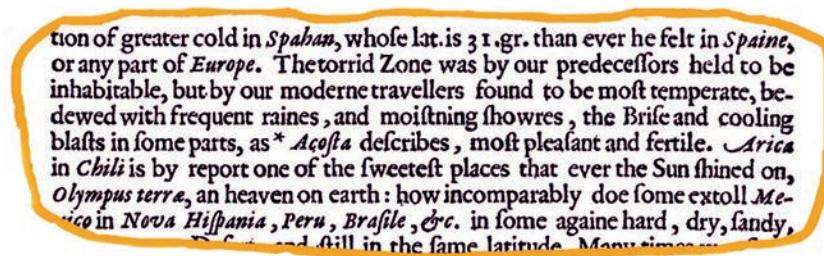 tion of greater cold in Spahan, whoſe lat. is 31.gr. than ever he felt in Spaine,
or any part of Europe. Thetorrid Zone was by our predeceſſors held to be
inhabitable, but by our moderne travellers found to be moſt temperate, be-
dewed with frequent raines, and moiſtning ſhowres, the Briſe and cooling
blaſts in ſome parts, as * Acoſta deſcribes, moſt pleaſant and fertile. Arica
in Chili is by report one of the ſweeteſt places that ever the Sun ſhined on,
Olympus terræ, an heaven on earth: how incomparably doe ſome extoll Me-
xico in Nova Hiſpania, Peru, Braſile, &c. in ſome againe hard, dry, ſandy,
and ſtill in the ſame latitude. Many times